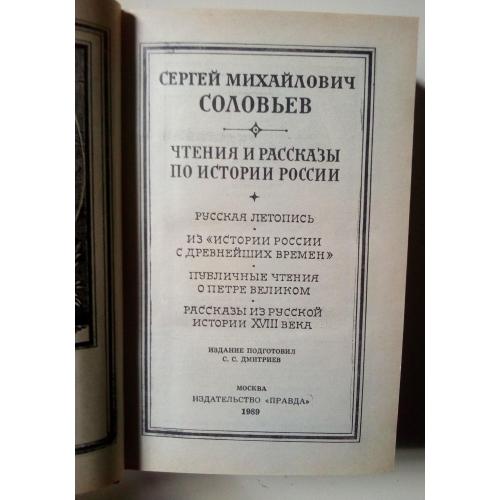 СЕРГЕЙ МИХАЙЛОВИЧ
СОЛОВЬЕВ
ЧТЕНИЯ И РАССКАЗЫ
ПО ИСТОРИИ РОССИИ
РУССКАЯ ЛЕТОПИСЬ
ИЗ «ИСТОРИИ РОССИИ
С ДРЕВНЕЙШИХ ВРЕМЕН»
ПУБЛИЧНЫЕ ЧТЕНИЯ
О ПЕТРЕ ВЕЛИКОМ
РАССКАЗЫ ИЗ РУССКОЙ
ИСТОРИИ XVIII ВЕКА
ИЗДАНИЕ ПОДГОТОВИЛ
С. С. ДМИТРИЕВ
МОСКВА
ИЗДАТЕЛЬСТВО «ПРАВДА»
1989